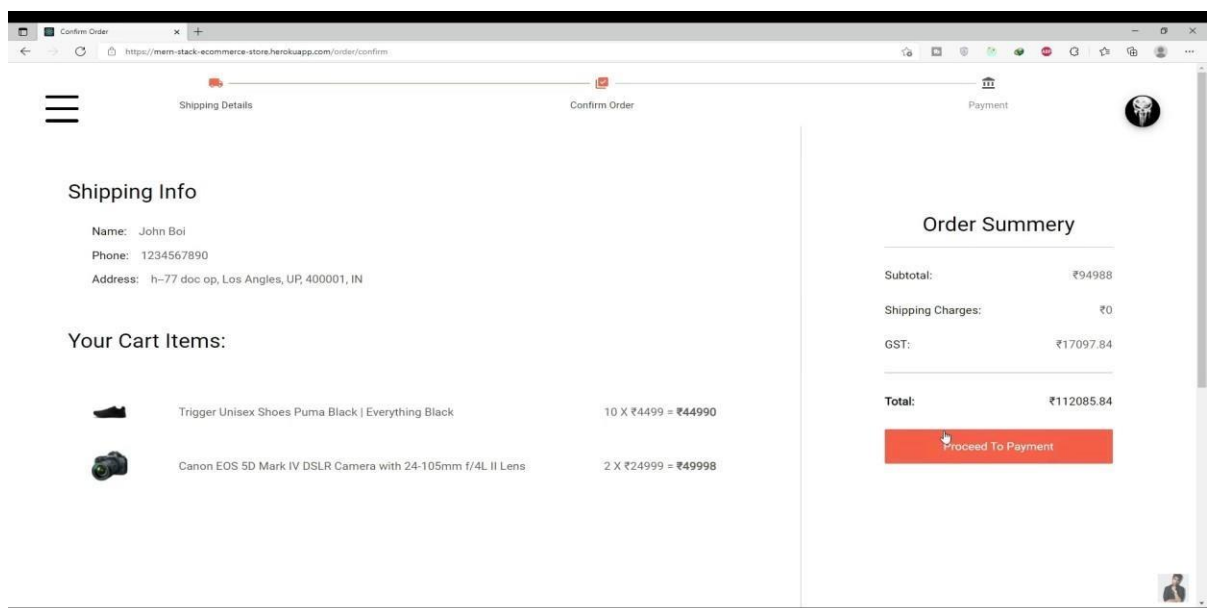 Confirm Order
https://mern-stack-ecommerce-store.herokuapp.com/order/confirm
Shipping Details
Confirm Order
Payment
Shipping Info
Name: John Boi
Phone: 1234567890
Address: h-77 doc op, Los Angles, UP, 400001, IN
Your Cart Items:
Trigger Unisex Shoes Puma Black | Everything Black 10 X ₹4499 = ₹44990
Canon EOS 5D Mark IV DSLR Camera with 24-105mm f/4L II Lens 2 X ₹24999 = ₹49998
Order Summery
Subtotal: ₹94988
Shipping Charges: ₹0
GST: ₹17097.84
Total: ₹112085.84
Proceed To Payment